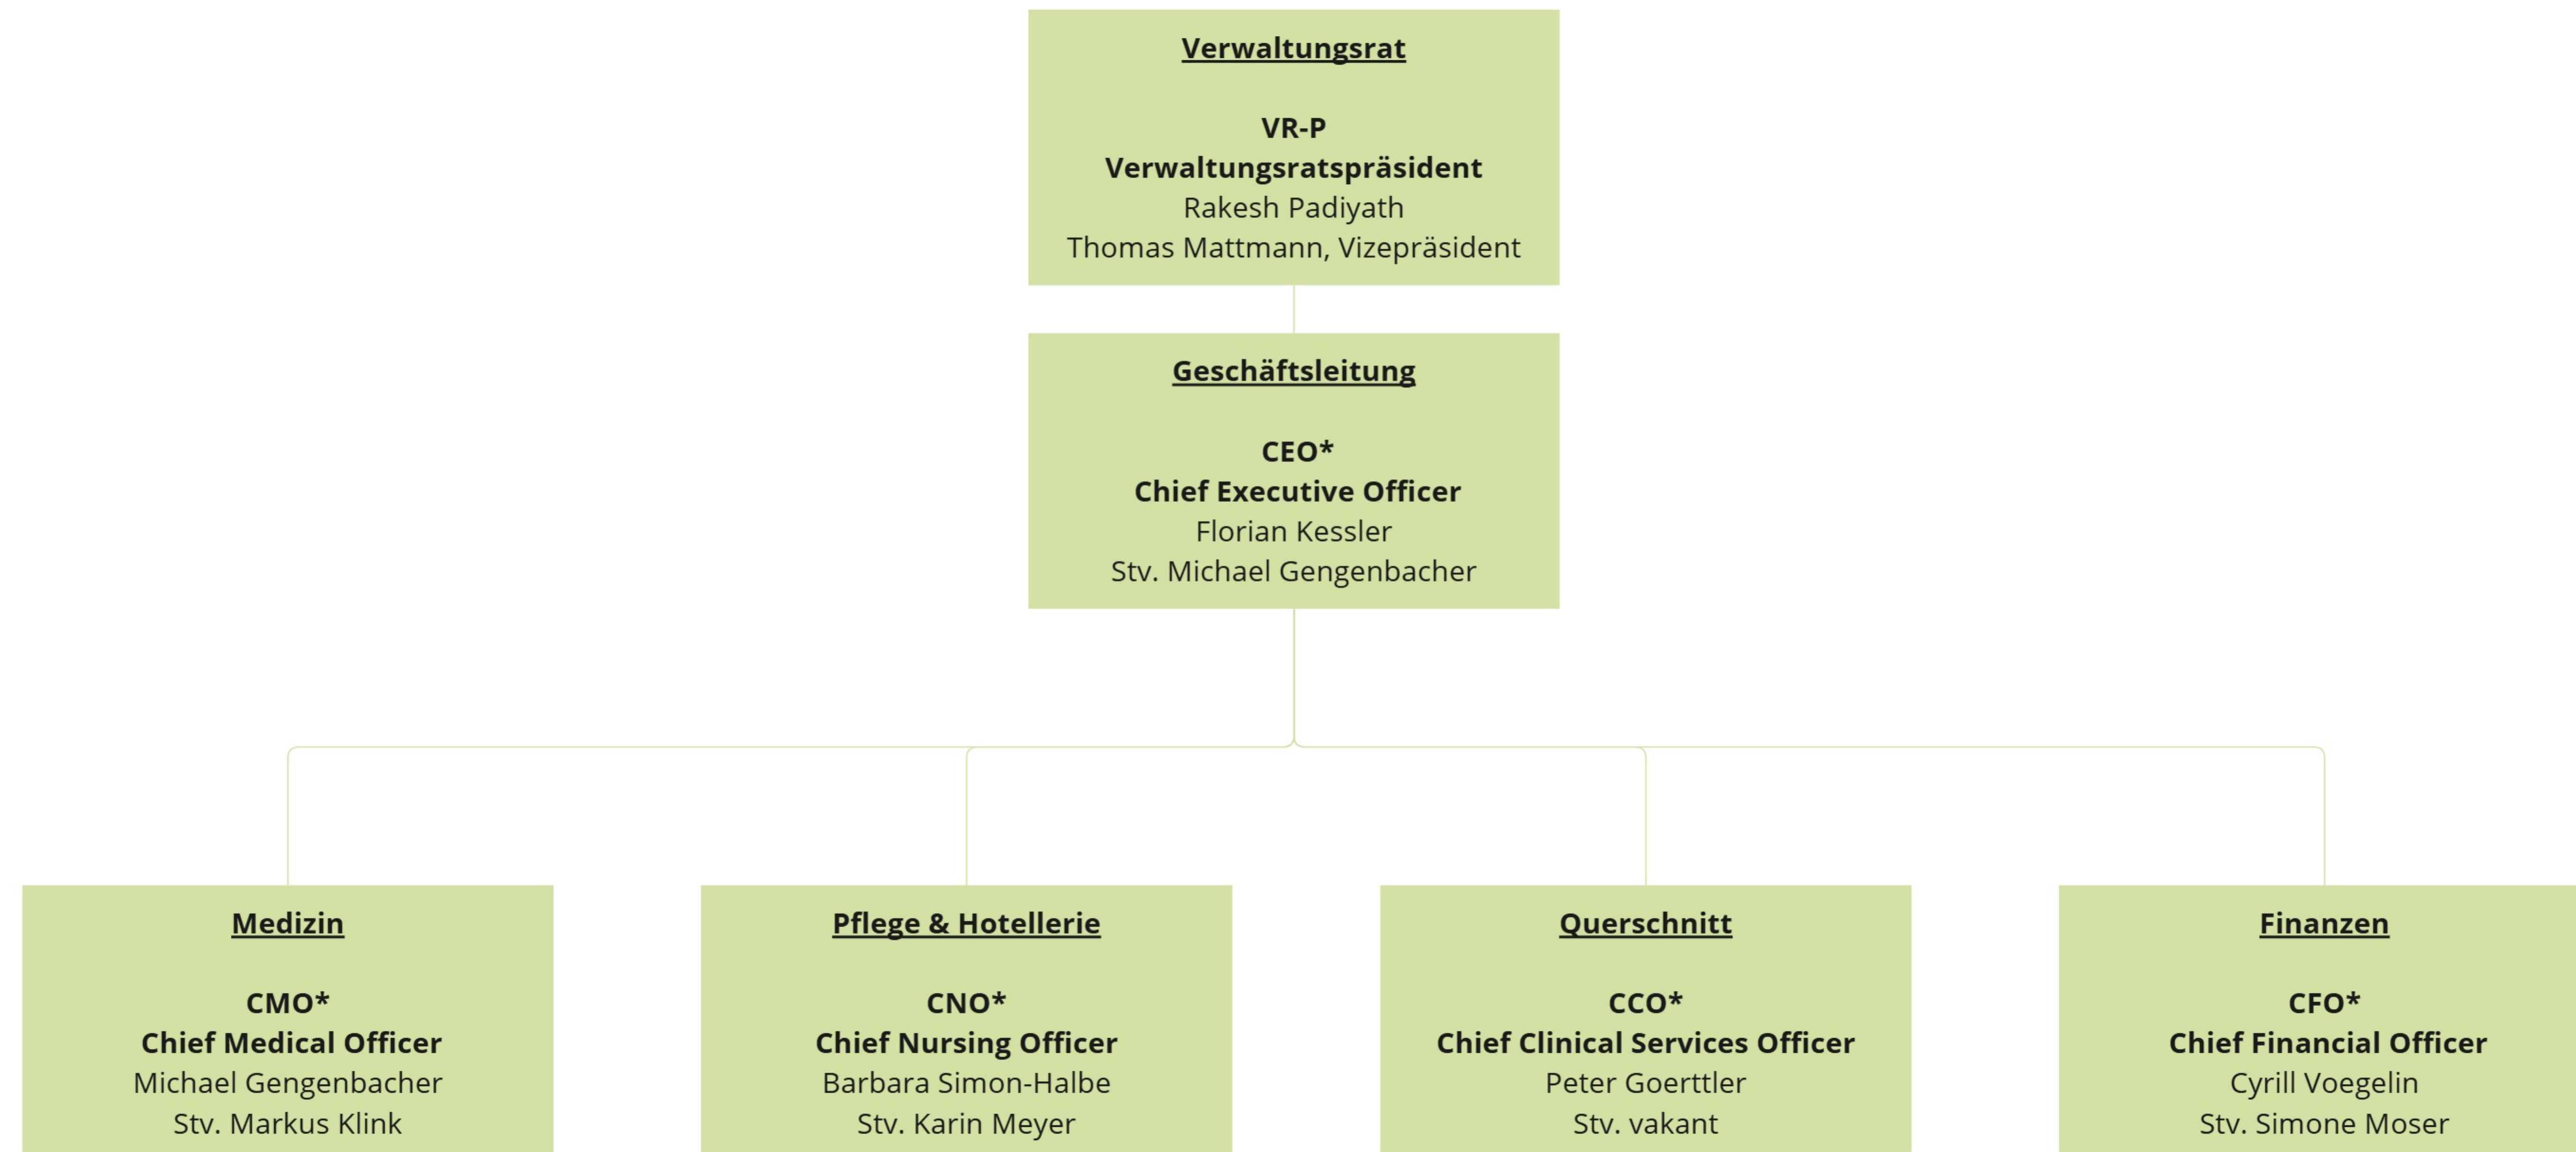 Verwaltungsrat
VR-P
Verwaltungsratspräsident
Rakesh Padiyath
Thomas Mattmann, Vizepräsident
Geschäftsleitung
CEO*
Chief Executive Officer
Florian Kessler
Stv. Michael Gengenbacher
Medizin
CMO*
Chief Medical Officer
Michael Gengenbacher
Stv. Markus Klink
Pflege & Hotellerie
CNO*
Chief Nursing Officer
Barbara Simon-Halbe
Stv. Karin Meyer
Querschnitt
CCO*
Chief Clinical Services Officer
Peter Goerttler
Stv. vakant
Finanzen
CFO*
Chief Financial Officer
Cyrill Voegelin
Stv. Simone Moser